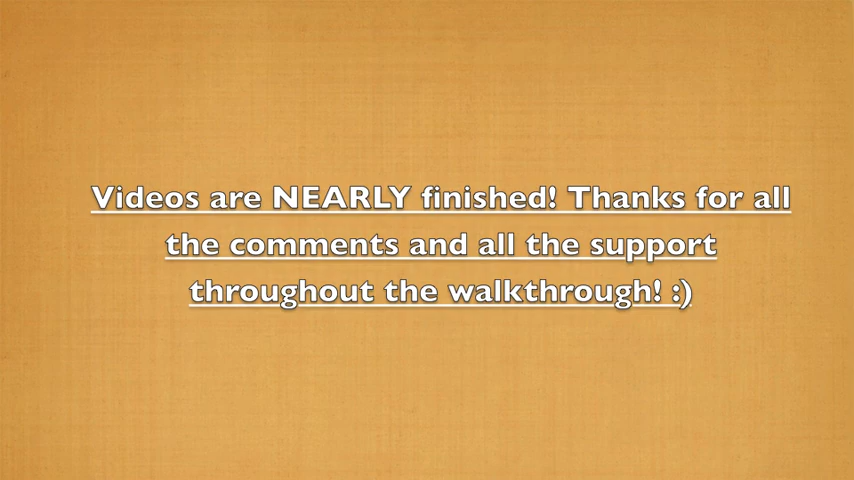 Videos are NEARLY finished! Thanks for all
the comments and all the support
throughout the walkthrough! :)